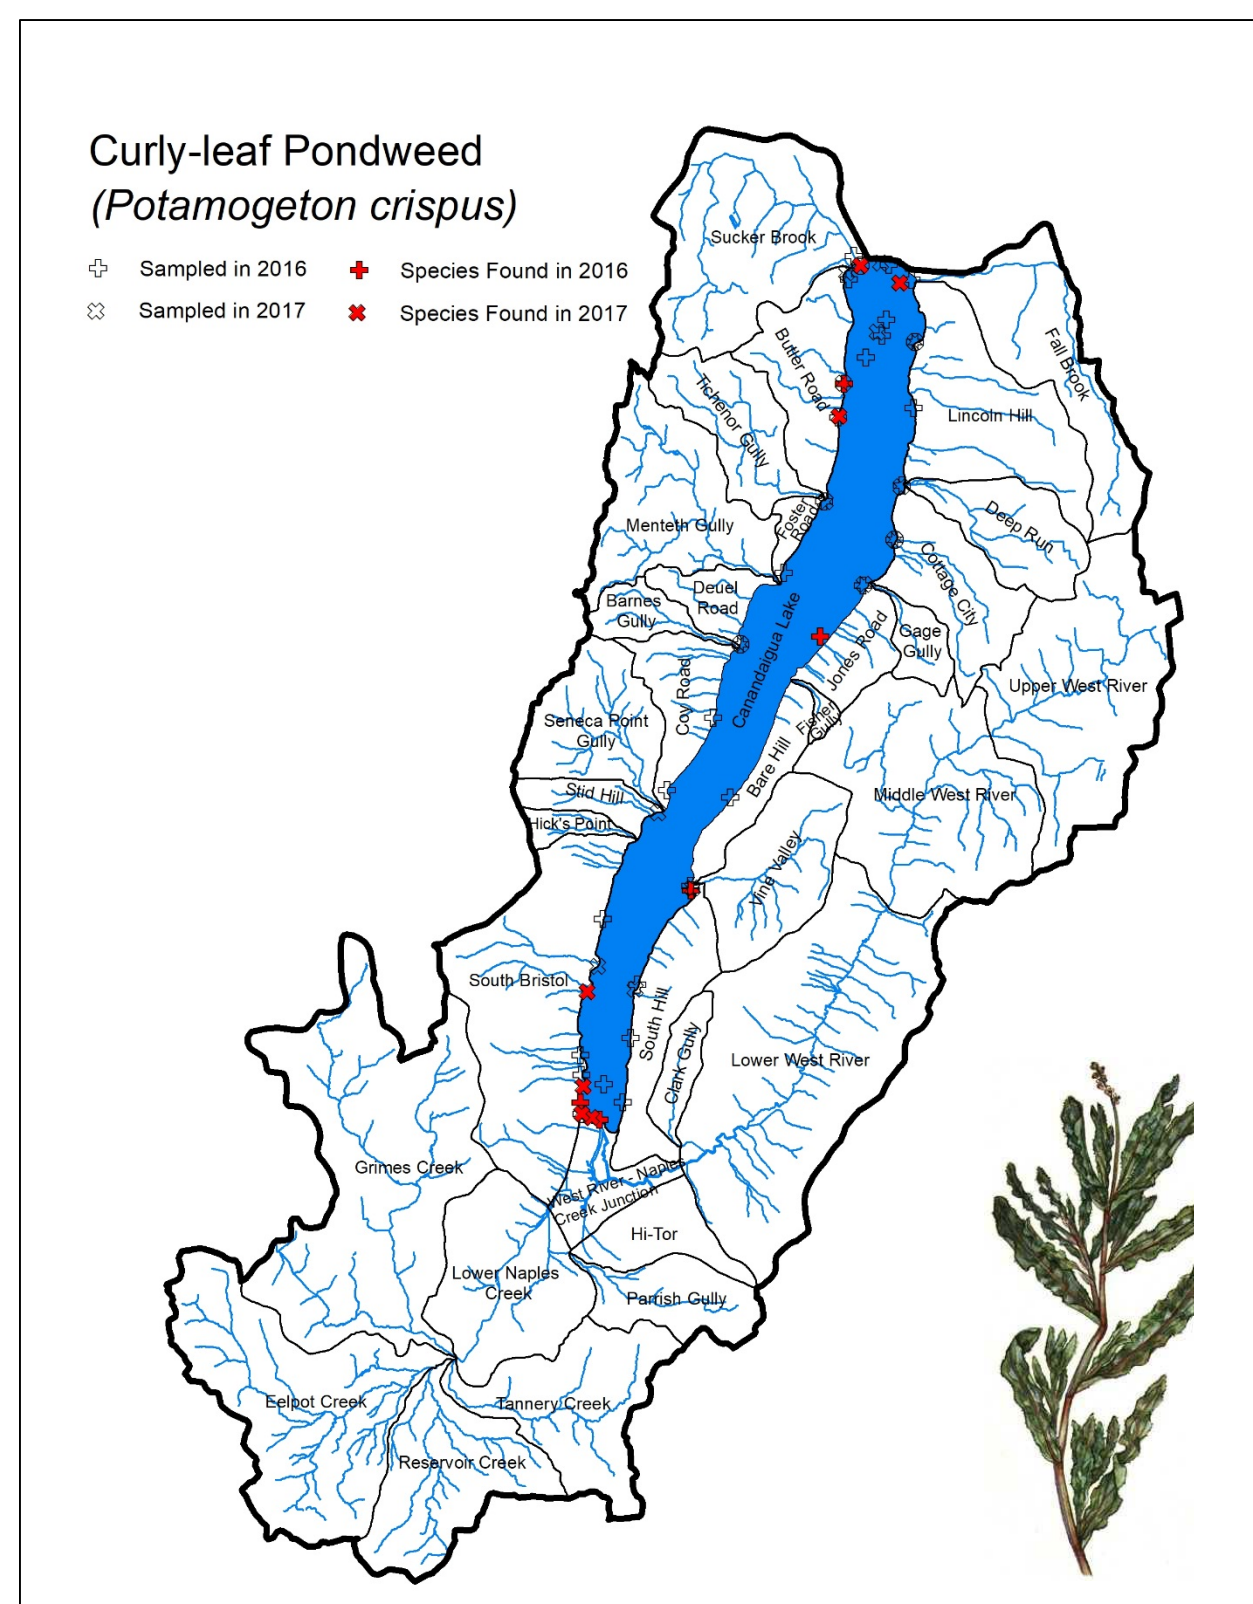 Curly-leaf Pondweed
(Potamogeton crispus)
Sampled in 2016
Species Found in 2016
Sampled in 2017
Species Found in 2017
Sucker Brook
Fall Brook
Butler Road
Tichenor Gully
Lincoln Hill
Foster
Road
Menteth Gully
Deep Run
Cottage City
Deuel
Road
Barnes
Gully
Canandaigua Lake
Jones Road
Gage
Gully
Upper West River
Coy Road
Seneca Point
Gully
Fisher
Gully
Bare Hill
Stid Hill
Middle West River
Hick's Point
Vine Valley
South Bristol
South Hill
Clark Gully
Lower West River
Grimes Creek
West River - Naples
Creek Junction
Hi-Tor
Lower Naples
Creek
Parrish Gully
Eelpot Creek
Tannery Creek
Reservoir Creek